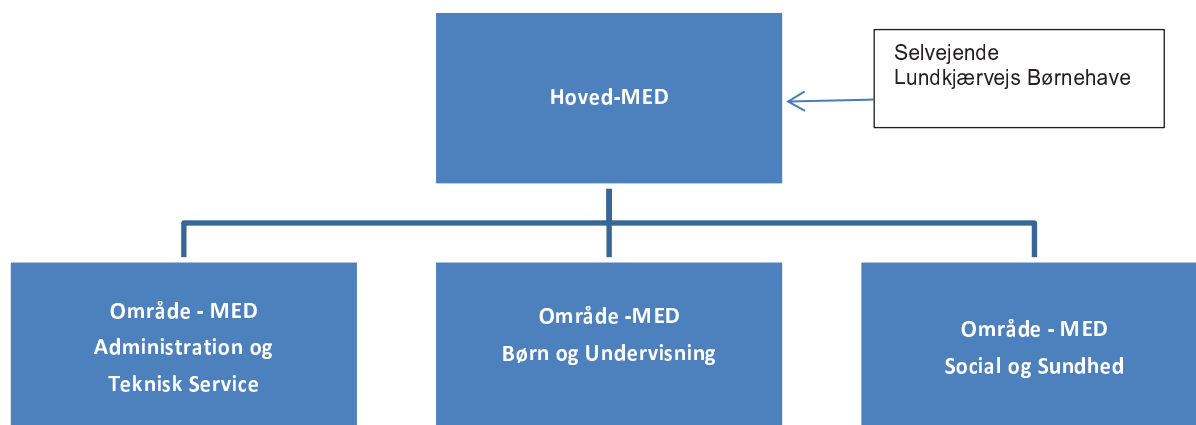 Hoved-MED
Selvejende
Lundkjærvejs Børnehave
Område - MED
Administration og
Teknisk Service
Område -MED
Børn og Undervisning
Område - MED
Social og Sundhed